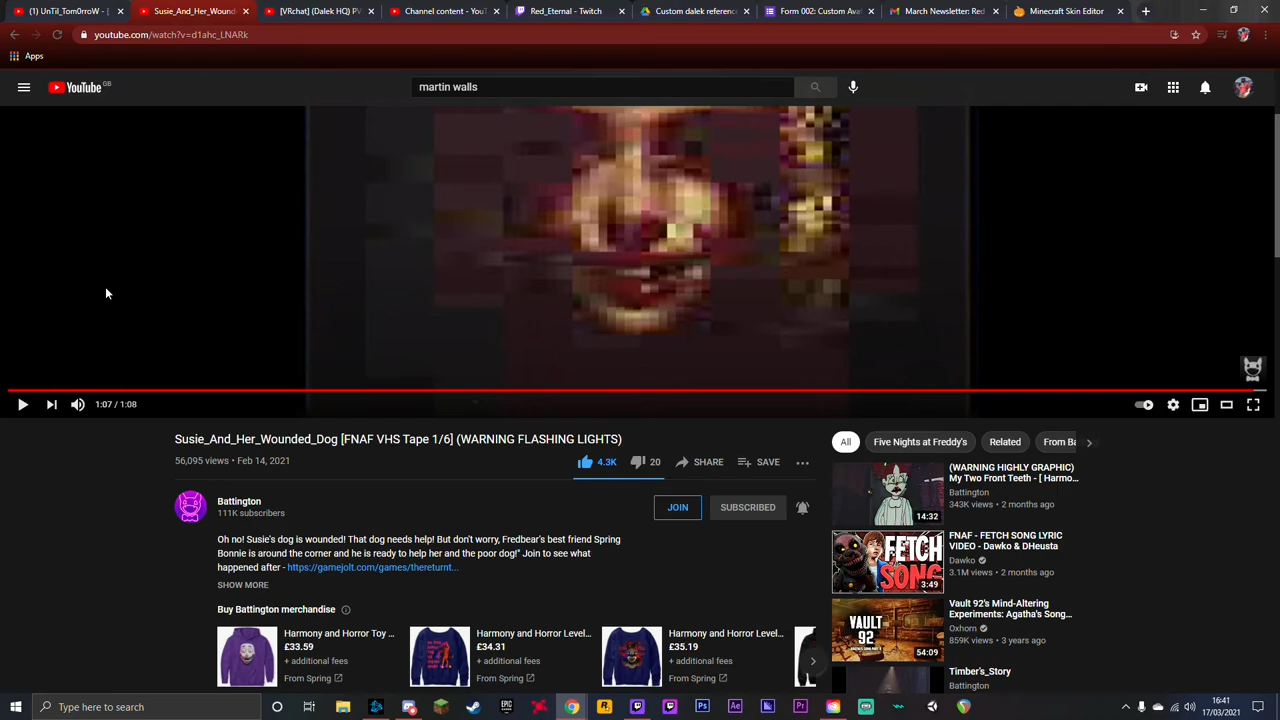 (1) UnTil_Tom0rroW - [
Susie_And_Her_Wound
[VRchat] (Dalek HQ) PV
Channel content - YouT
Red_Eternal - Twitch
Custom dalek reference
Form 002: Custom Avat
March Newsletter: Red
Minecraft Skin Editor
youtube.com/watch?v=d1ahc_LNARk
Apps
YouTube GB
martin walls
1:07 / 1:08
Susie_And_Her_Wounded_Dog [FNAF VHS Tape 1/6] (WARNING FLASHING LIGHTS)
56,095 views • Feb 14, 2021
4.3K
20
SHARE
SAVE
Battington
111K subscribers
JOIN
SUBSCRIBED
Oh no! Susie's dog is wounded! That dog needs help! But don't worry, Fredbear's best friend Spring
Bonnie is around the corner and he is ready to help her and the poor dog!" Join to see what
happened after - https://gamejolt.com/games/thereturnt...
SHOW MORE
Buy Battington merchandise
Harmony and Horror Toy ...
£33.59
+ additional fees
From Spring
Harmony and Horror Level...
£34.31
+ additional fees
From Spring
Harmony and Horror Level...
£35.19
+ additional fees
From Spring
All
Five Nights at Freddy's
Related
From Ba
(WARNING HIGHLY GRAPHIC)
My Two Front Teeth - [ Harmo...
Battington
343K views • 2 months ago
14:32
FETCH
SONG
3:49
FNAF - FETCH SONG LYRIC
VIDEO - Dawko & DHeusta
Dawko
3.1M views • 2 months ago
VAULT
92
54:09
Vault 92's Mind-Altering
Experiments: Agatha's Song...
Oxhorn
859K views • 3 years ago
Timber's_Story
Battington
Type here to search
EPIC
Ps
Ae
Pr
16:41
17/03/2021